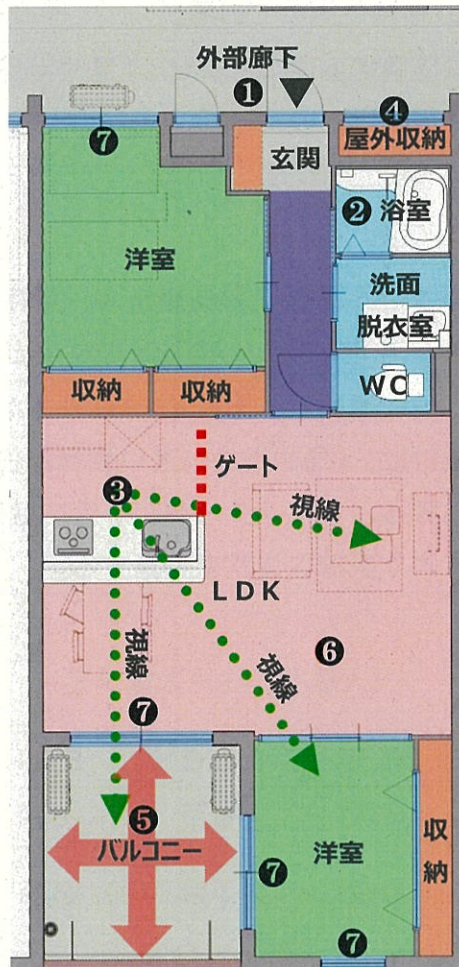 外部廊下
❶
❹
❼
屋外収納
玄関
❷
浴室
洋室
洗面
脱衣室
収納
収納
WC
ゲート
❸
視線
LDK
視線
視線
❻
❼
❺
バルコニー
洋室
収納
❼
❼